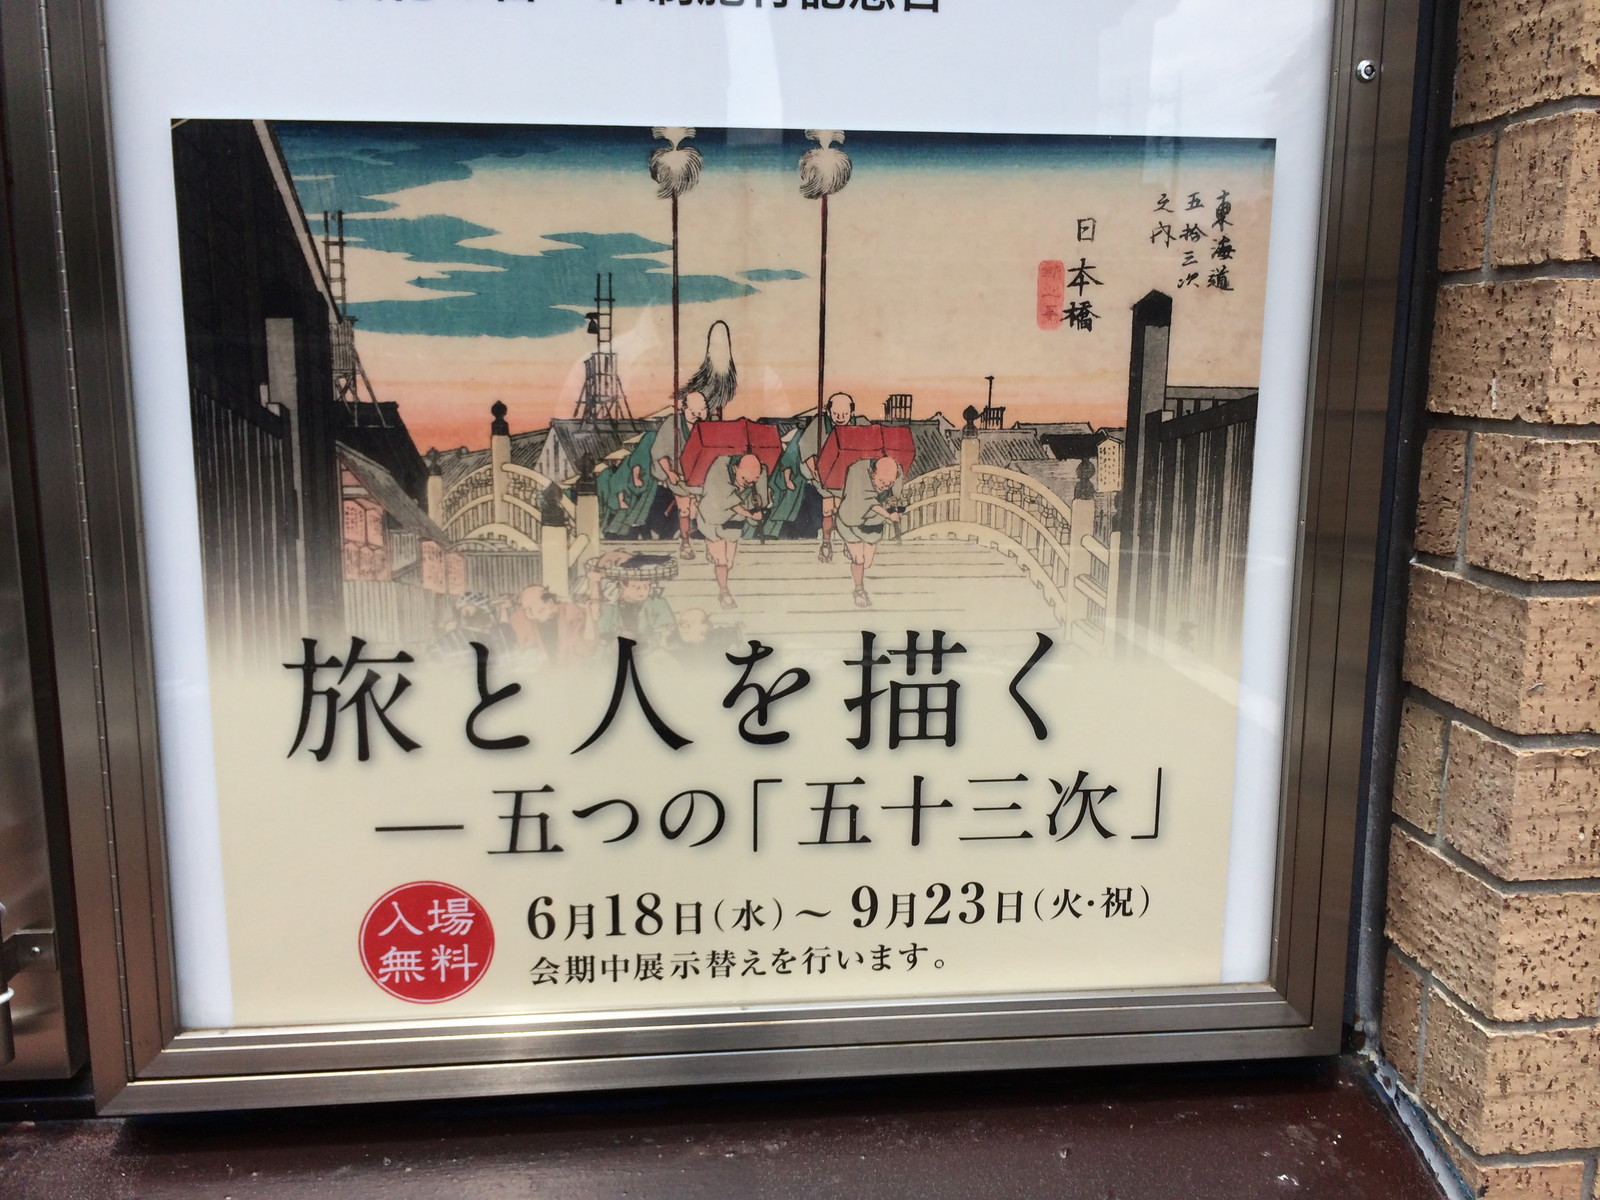 東海道
五拾三次
之内
日本橋
旅と人を描く
―五つの「五十三次」
入場
無料
6月18日(水)～9月23日(火・祝)
会期中展示替えを行います。